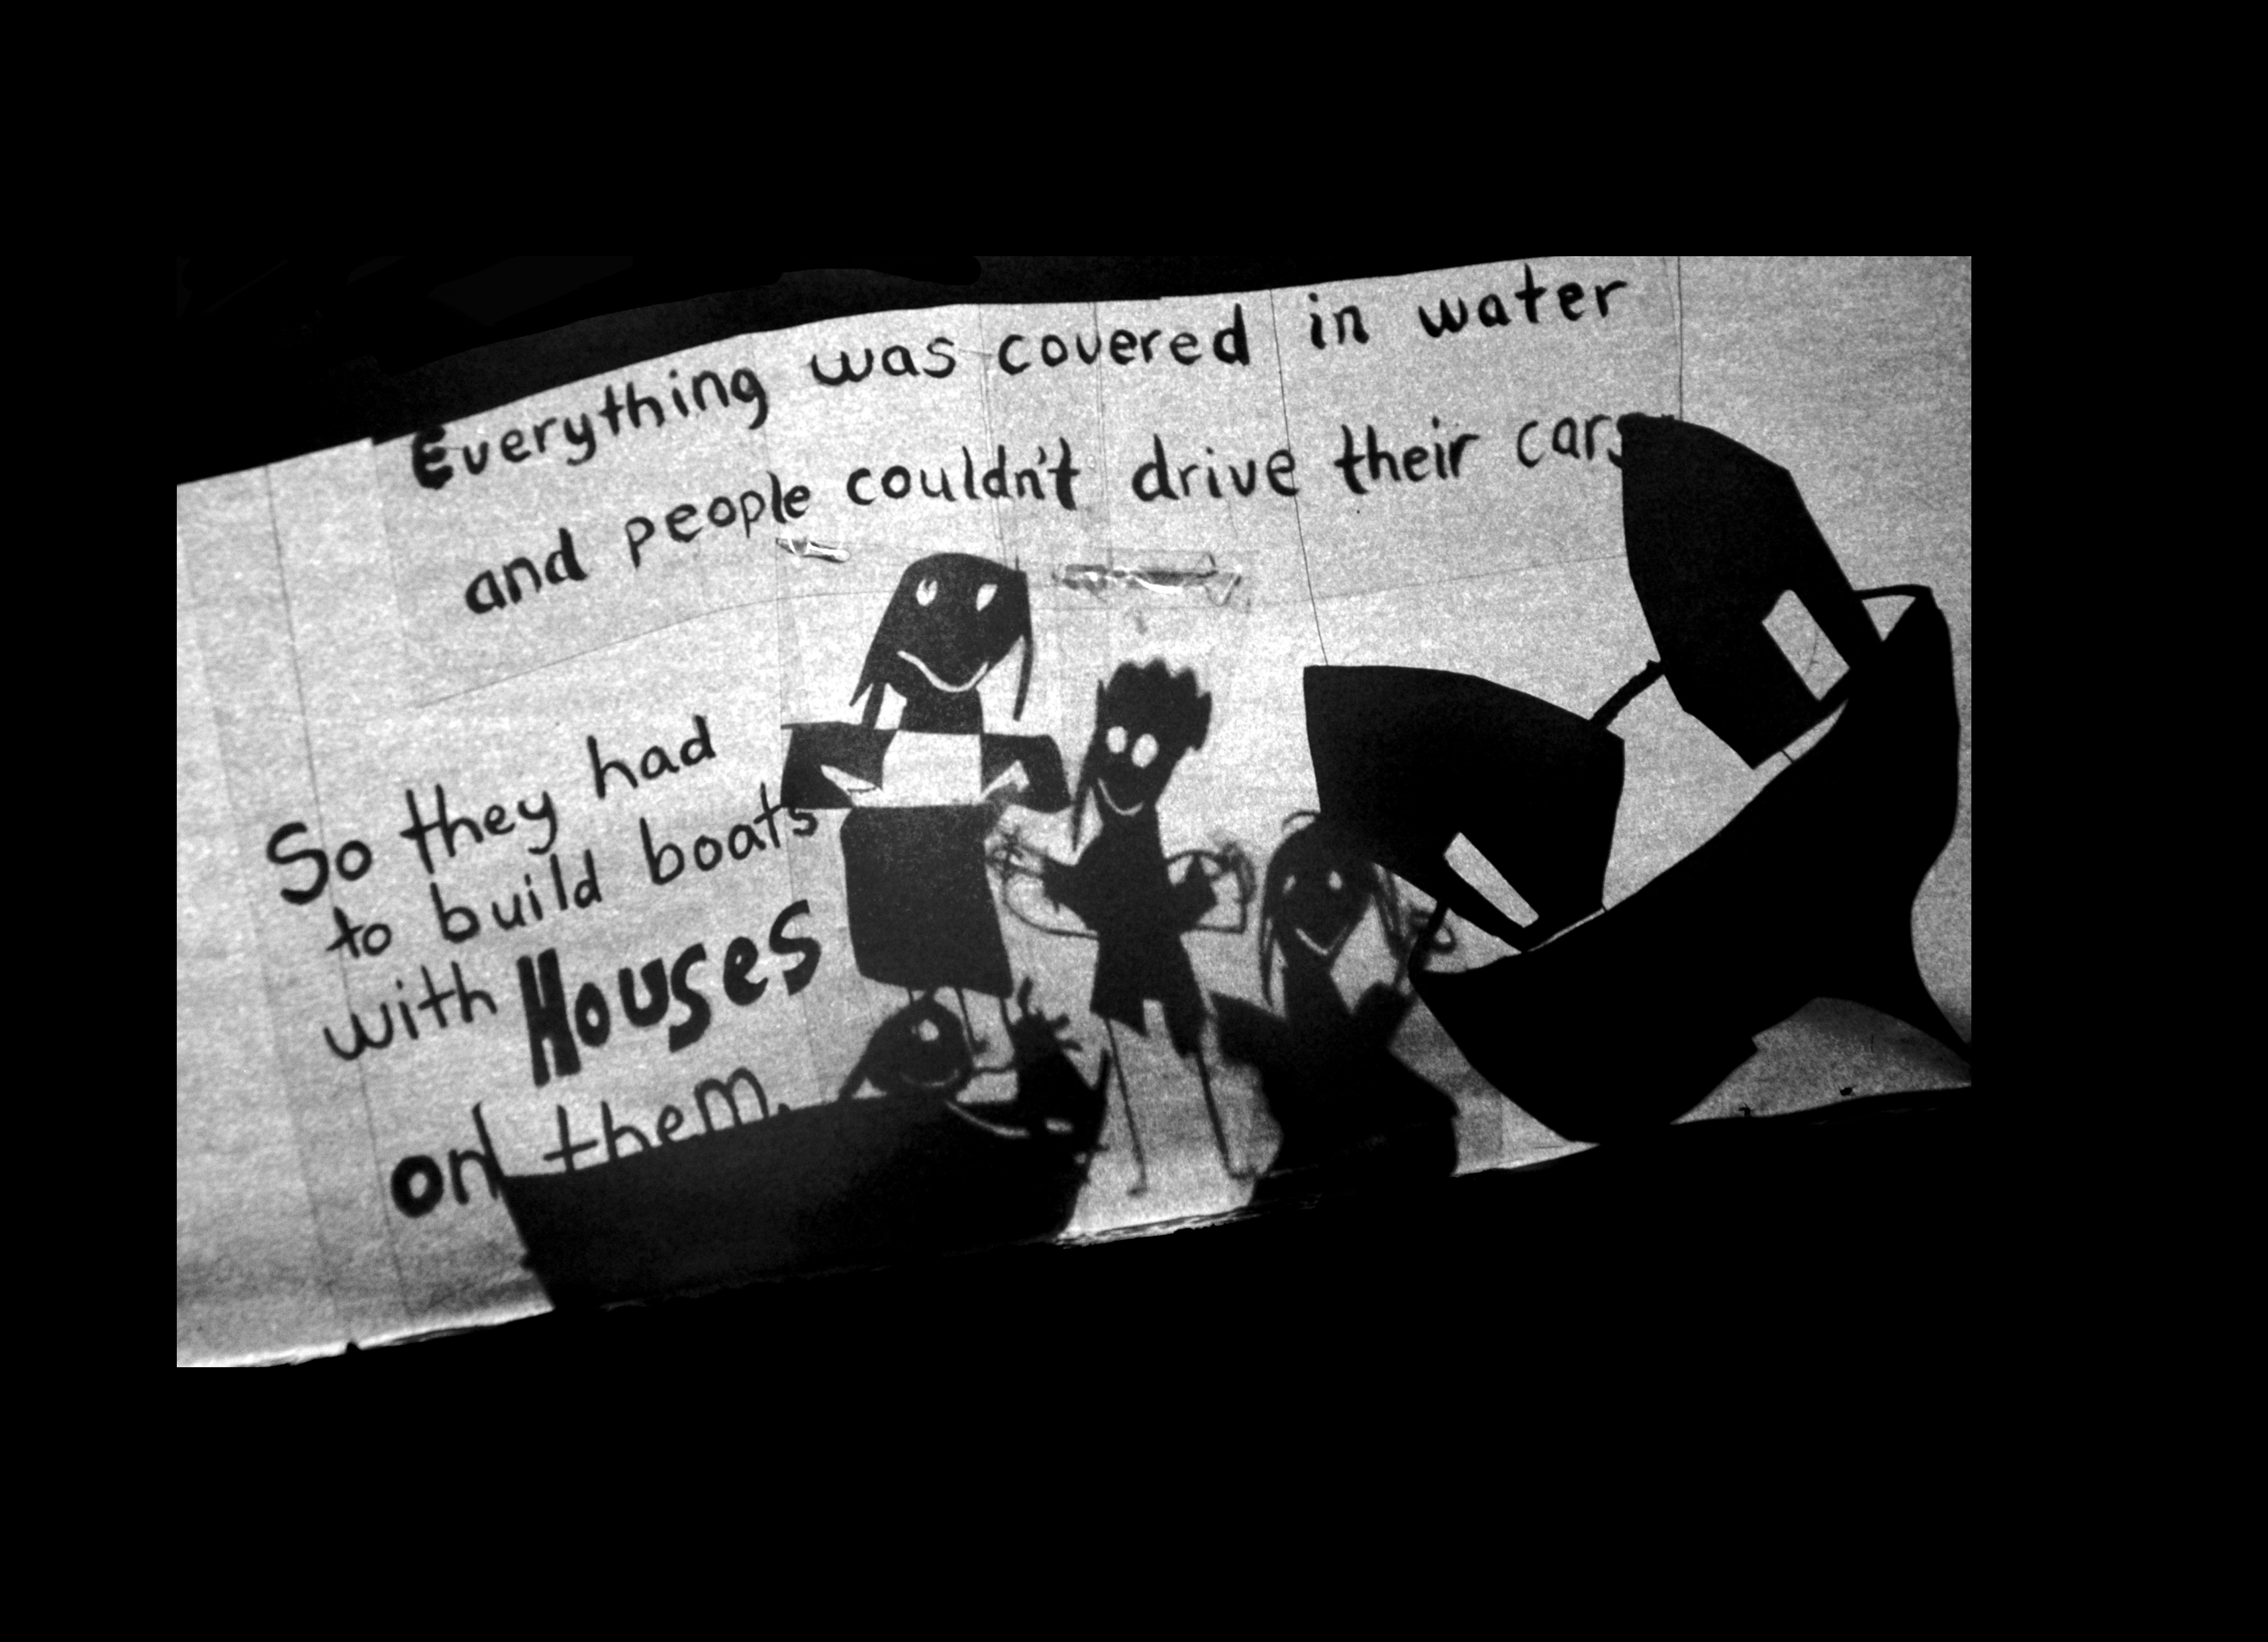 Everything was covered in water
and people couldn't drive their cars
So they had
to build boats
with Houses
on them.